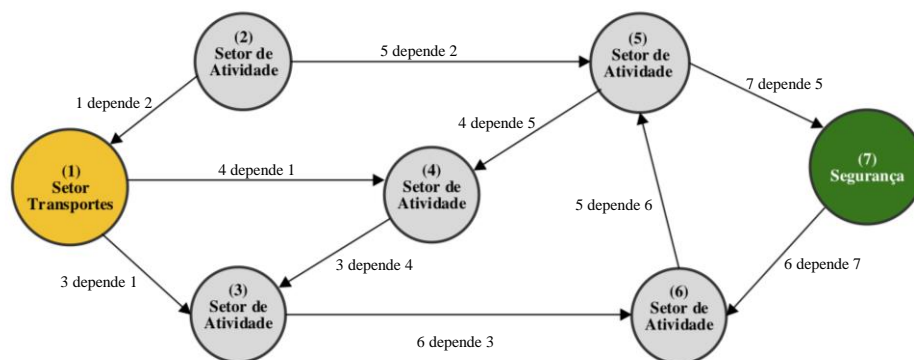 (2)
Setor de
Atividade
5 depende 2
(5)
Setor de
Atividade
7 depende 5
1 depende 2
4 depende 5
(1)
Setor
Transportes
4 depende 1
(4)
Setor de
Atividade
(7)
Segurança
5 depende 6
3 depende 4
6 depende 7
3 depende 1
(3)
Setor de
Atividade
(6)
Setor de
Atividade
6 depende 3